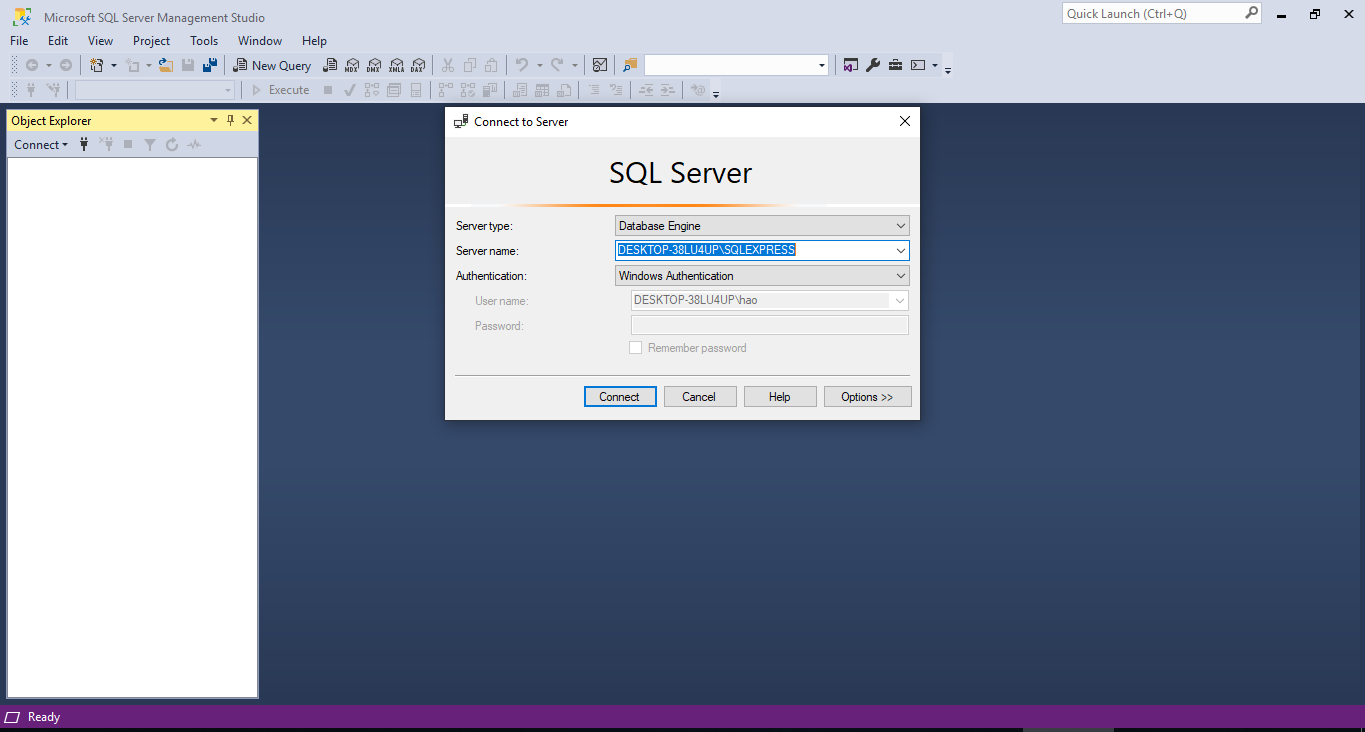 Microsoft SQL Server Management Studio
Quick Launch (Ctrl+Q)
File Edit View Project Tools Window Help
New Query MDX DMX XMLA DAX
Execute
Object Explorer
Connect
Connect to Server
SQL Server
Server type: Database Engine
Server name: DESKTOP-38LU4UP\SQLEXPRESS
Authentication: Windows Authentication
User name: DESKTOP-38LU4UP\hao
Password:
Remember password
Connect Cancel Help Options >>
Ready